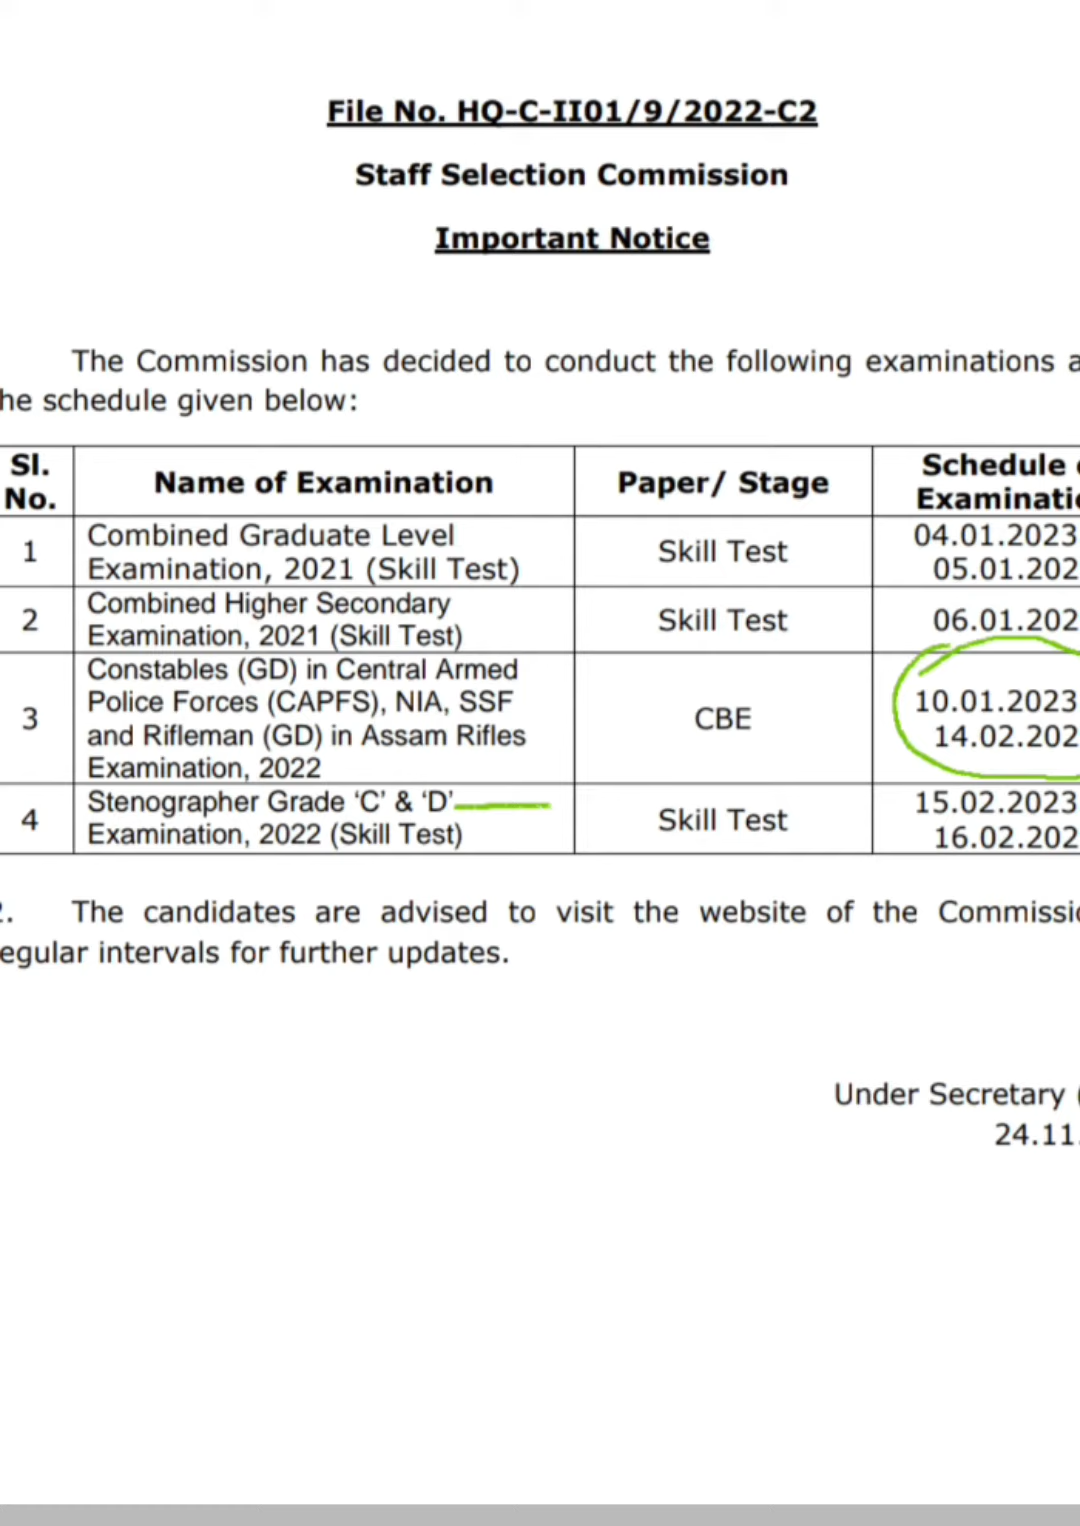 File No. HQ-C-II01/9/2022-C2
Staff Selection Commission
Important Notice
The Commission has decided to conduct the following examinations a
he schedule given below:
Sl. No. Name of Examination Paper/ Stage Schedule Examinati
1 Combined Graduate Level Examination, 2021 (Skill Test) Skill Test 04.01.2023 05.01.202
2 Combined Higher Secondary Examination, 2021 (Skill Test) Skill Test 06.01.202
3 Constables (GD) in Central Armed Police Forces (CAPFS), NIA, SSF and Rifleman (GD) in Assam Rifles Examination, 2022 CBE 10.01.2023 14.02.202
4 Stenographer Grade ‘C’ & ‘D’ Examination, 2022 (Skill Test) Skill Test 15.02.2023 16.02.202
2. The candidates are advised to visit the website of the Commissi
egular intervals for further updates.
Under Secretary (
24.11.